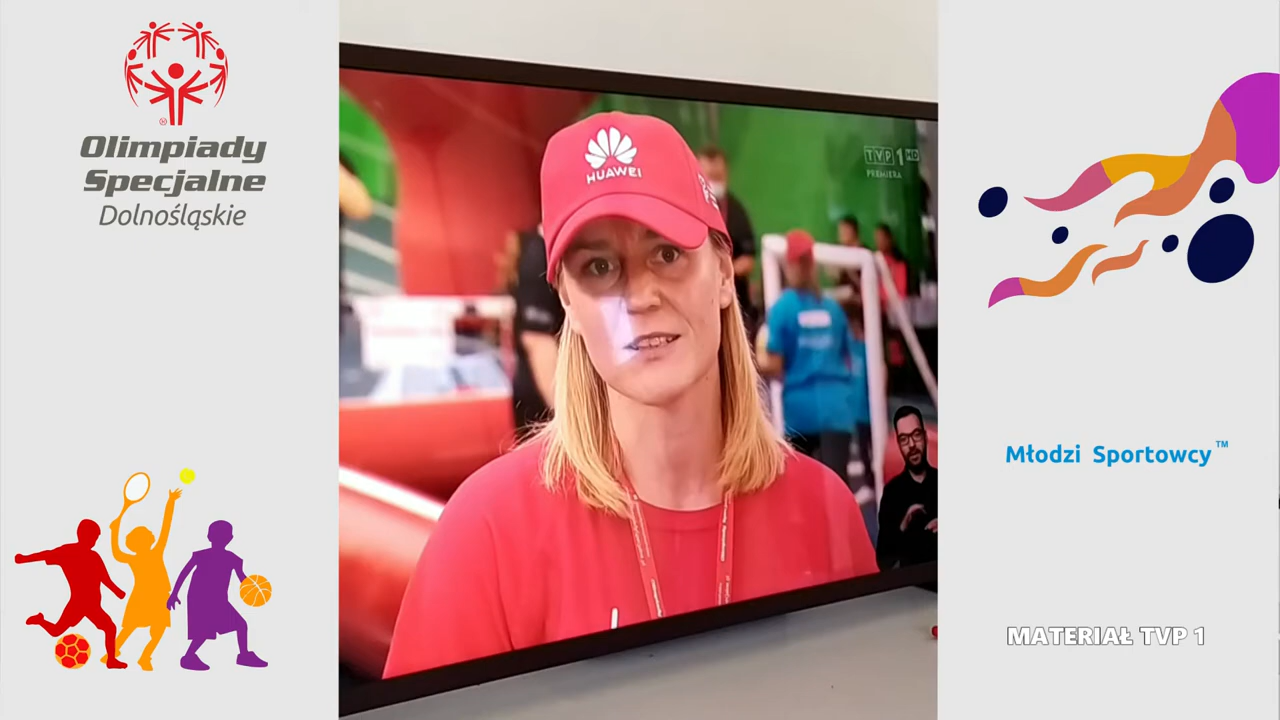 Olimpiady
Specjalne
Dolnośląskie
HUAWEI
TVP 1 HD
PREMIERA
Młodzi Sportowcy™
MATERIAŁ TVP 1